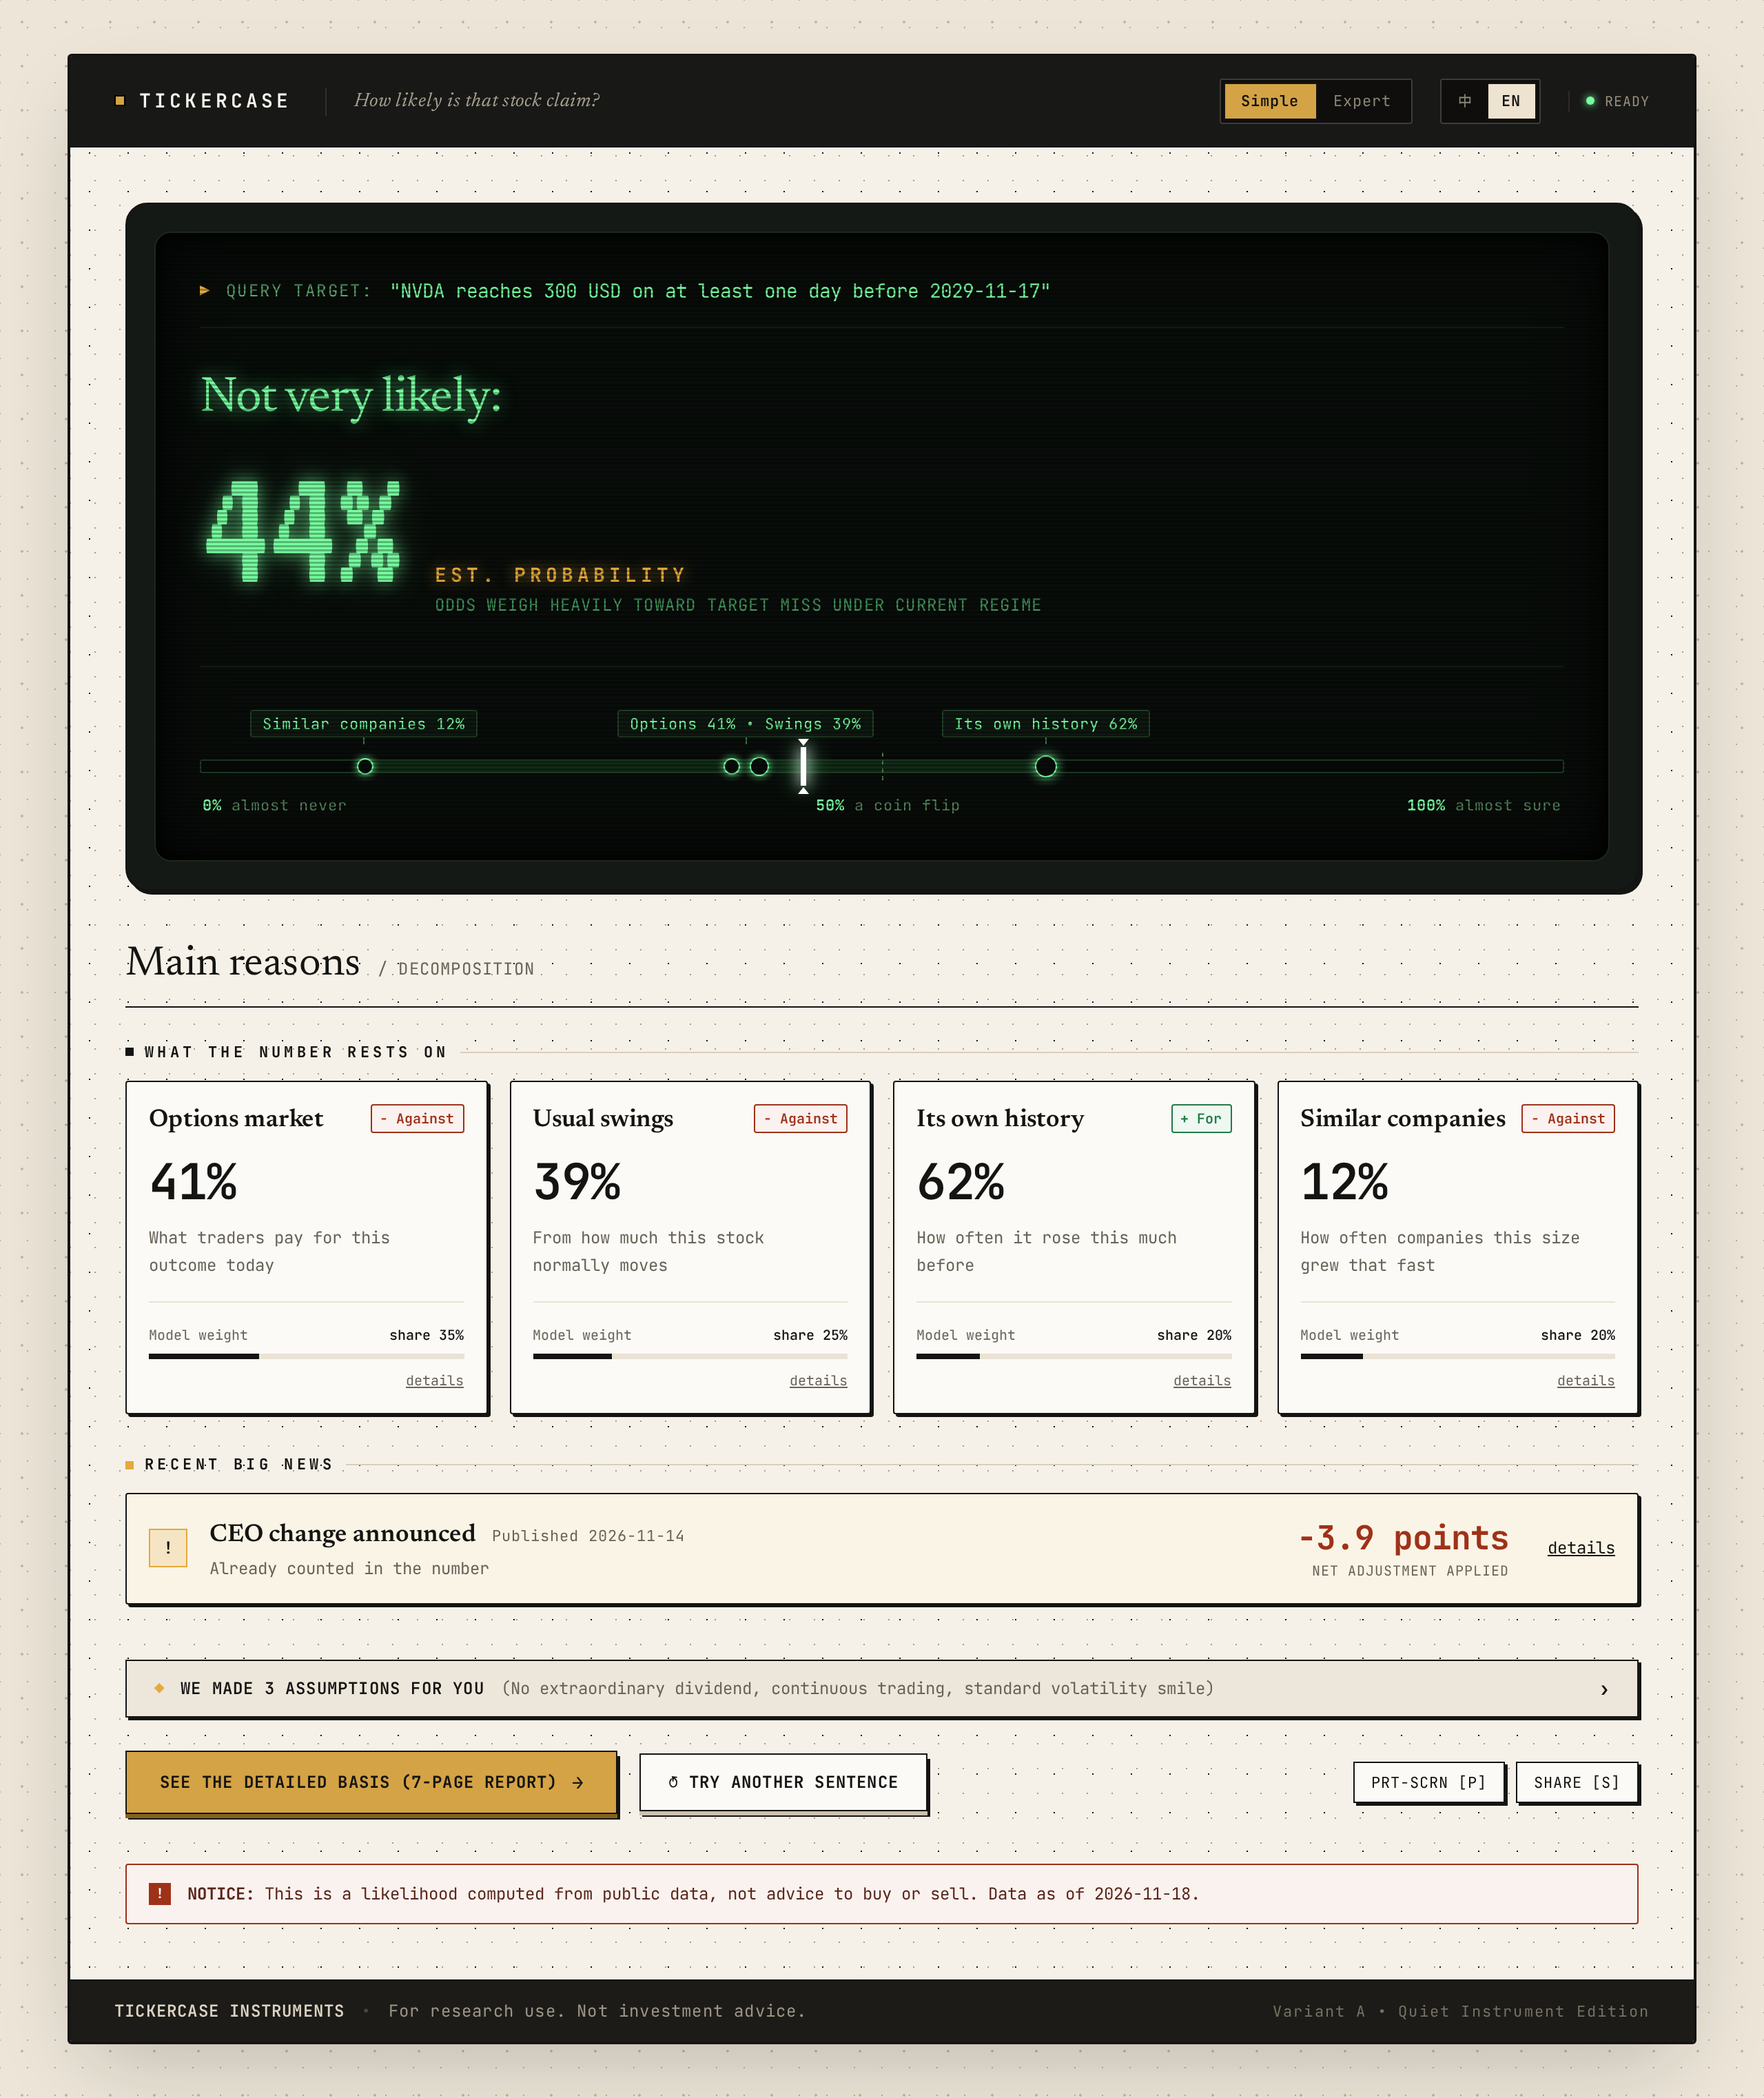 TICKERCASE
How likely is that stock claim?
Simple Expert
中 EN
READY
QUERY TARGET: "NVDA reaches 300 USD on at least one day before 2029-11-17"
Not very likely:
44%
EST. PROBABILITY
ODDS WEIGH HEAVILY TOWARD TARGET MISS UNDER CURRENT REGIME
Similar companies 12%
Options 41% • Swings 39%
Its own history 62%
0% almost never
50% a coin flip
100% almost sure
Main reasons / DECOMPOSITION
WHAT THE NUMBER RESTS ON
Options market
- Against
41%
What traders pay for this
outcome today
Model weight share 35%
details
Usual swings
- Against
39%
From how much this stock
normally moves
Model weight share 25%
details
Its own history
+ For
62%
How often it rose this much
before
Model weight share 20%
details
Similar companies
- Against
12%
How often companies this size
grew that fast
Model weight share 20%
details
RECENT BIG NEWS
!
CEO change announced Published 2026-11-14
Already counted in the number
-3.9 points
NET ADJUSTMENT APPLIED
details
WE MADE 3 ASSUMPTIONS FOR YOU (No extraordinary dividend, continuous trading, standard volatility smile) ›
SEE THE DETAILED BASIS (7-PAGE REPORT) →
TRY ANOTHER SENTENCE
PRT-SCRN [P]
SHARE [S]
! NOTICE: This is a likelihood computed from public data, not advice to buy or sell. Data as of 2026-11-18.
TICKERCASE INSTRUMENTS • For research use. Not investment advice.
Variant A • Quiet Instrument Edition